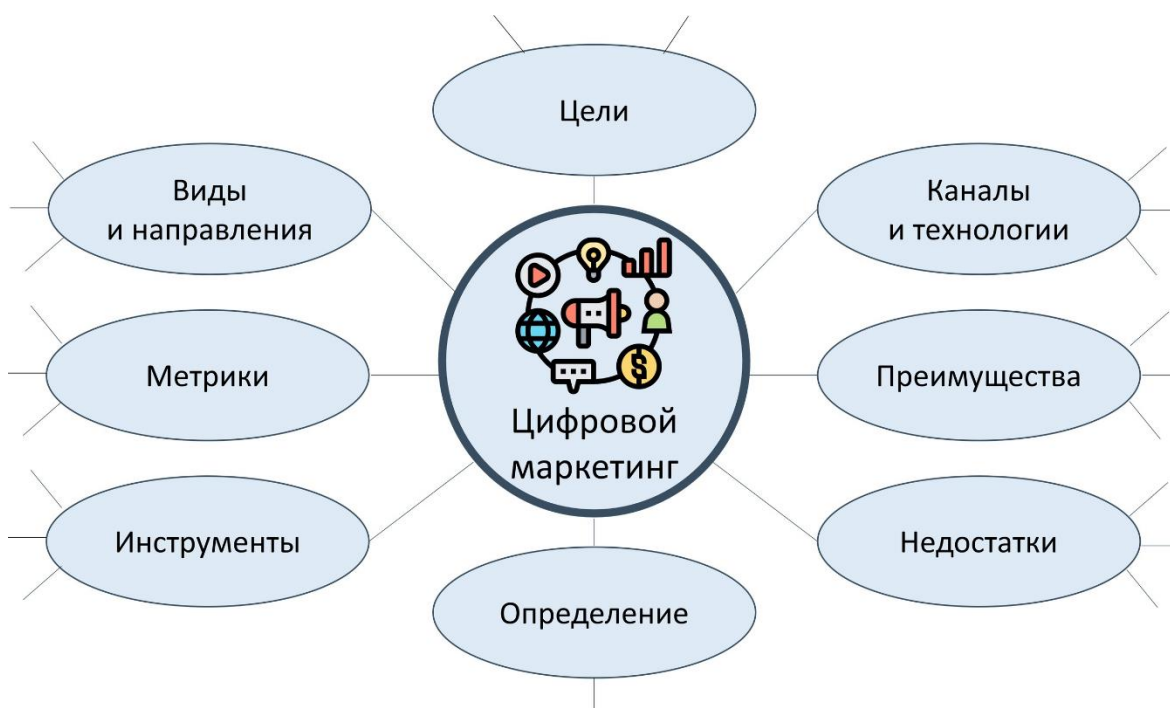 Цели
Виды
и направления
Каналы
и технологии
Метрики
Цифровой
маркетинг
Преимущества
Инструменты
Недостатки
Определение